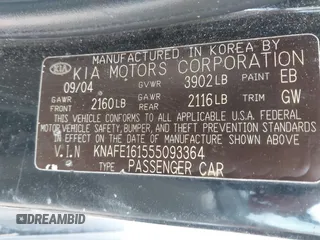 MANUFACTURED IN KOREA BY
KIA KIA MOTORS CORPORATION
09/04 GVWR 3902LB PAINT EB
GAWR FRONT 2160LB GAWR REAR 2116LB TRIM GW
THIS VEHICLE CONFORMS TO ALL APPLICABLE U.S.A FEDERAL
MOTOR VEHICLE SAFETY, BUMPER, AND THEFT PREVENTION
STANDARDS IN EFFECT ON THE DATE OF MANUFACTURE
SHOWN ABOVE.
V.I.N KNAFE161555093364
TYPE PASSENGER CAR
DREAMBID